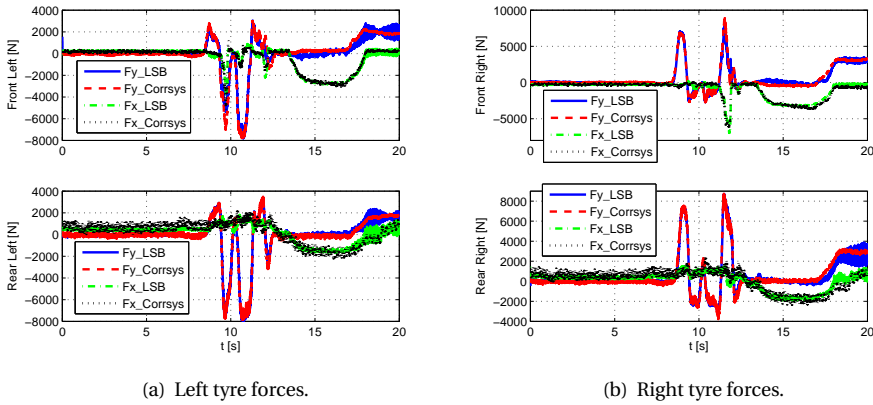 4000
2000
0
−2000
−4000
−6000
−8000
Front Left [N]
Fy_LSB
Fy_Corrsys
Fx_LSB
Fx_Corrsys
0 5 10 15 20
4000
2000
0
−2000
−4000
−6000
−8000
Rear Left [N]
Fy_LSB
Fy_Corrsys
Fx_LSB
Fx_Corrsys
0 5 10 15 20
t [s]
(a) Left tyre forces.
10000
5000
0
−5000
Front Right [N]
Fy_LSB
Fy_Corrsys
Fx_LSB
Fx_Corrsys
0 5 10 15 20
8000
6000
4000
2000
0
−2000
−4000
Rear Right [N]
Fy_LSB
Fy_Corrsys
Fx_LSB
Fx_Corrsys
0 5 10 15 20
t [s]
(b) Right tyre forces.